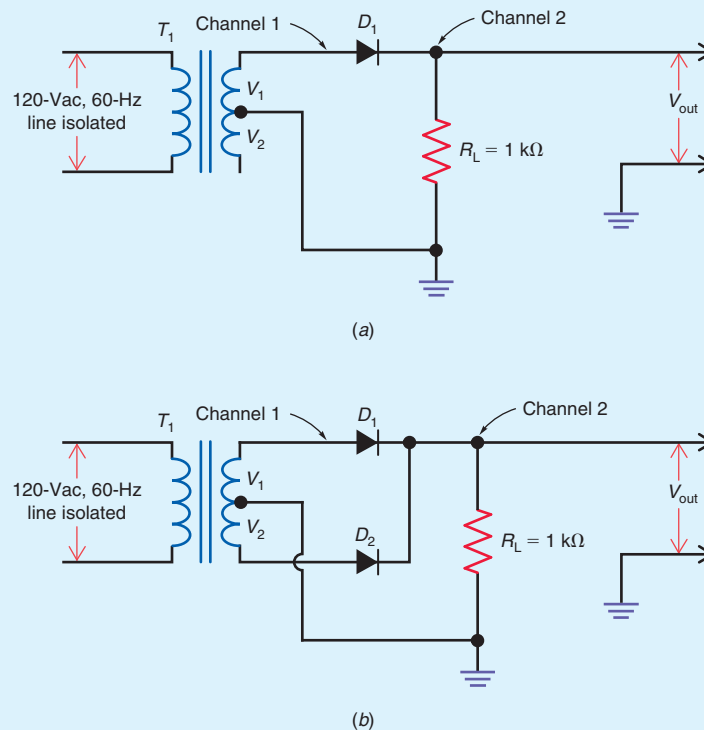 Channel 1
D1
Channel 2
T1
120-Vac, 60-Hz
line isolated
V1
V2
RL = 1 kΩ
Vout
(a)
Channel 1
D1
Channel 2
T1
120-Vac, 60-Hz
line isolated
V1
V2
D2
RL = 1 kΩ
Vout
(b)